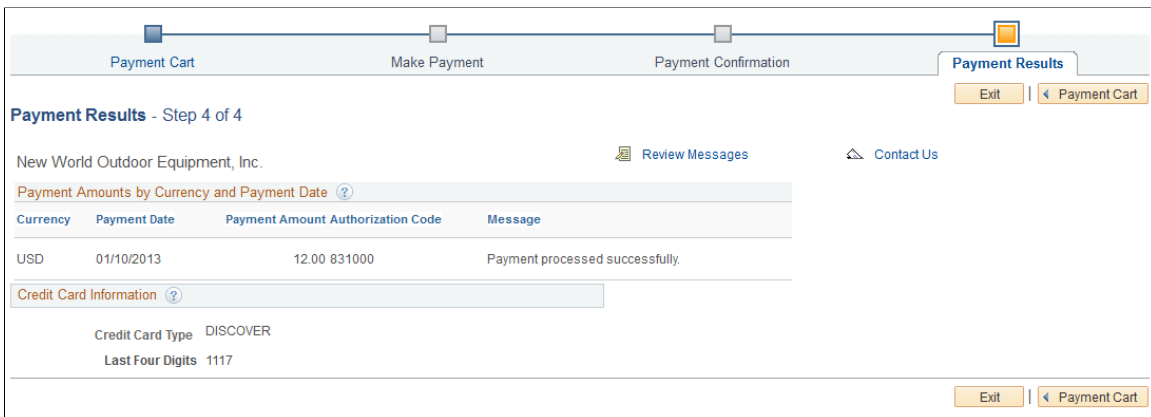 Payment Cart Make Payment Payment Confirmation Payment Results
Exit | Payment Cart
Payment Results - Step 4 of 4
New World Outdoor Equipment, Inc. Review Messages Contact Us
Payment Amounts by Currency and Payment Date ?
Currency Payment Date Payment Amount Authorization Code Message
USD 01/10/2013 12.00 831000 Payment processed successfully.
Credit Card Information ?
Credit Card Type DISCOVER
Last Four Digits 1117
Exit | Payment Cart